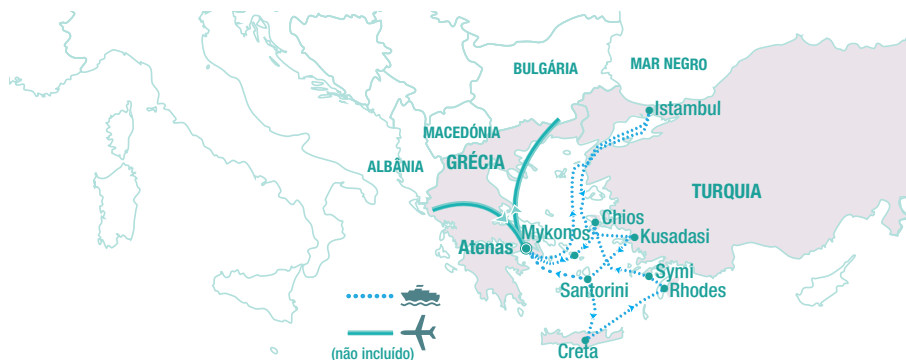 BULGÁRIA
MAR NEGRO
Istambul
MACEDÓNIA
ALBÂNIA
GRÉCIA
TURQUIA
Chios
Mykonos
Kusadasi
Atenas
Symi
Santorini
Rhodes
Creta
(não incluído)